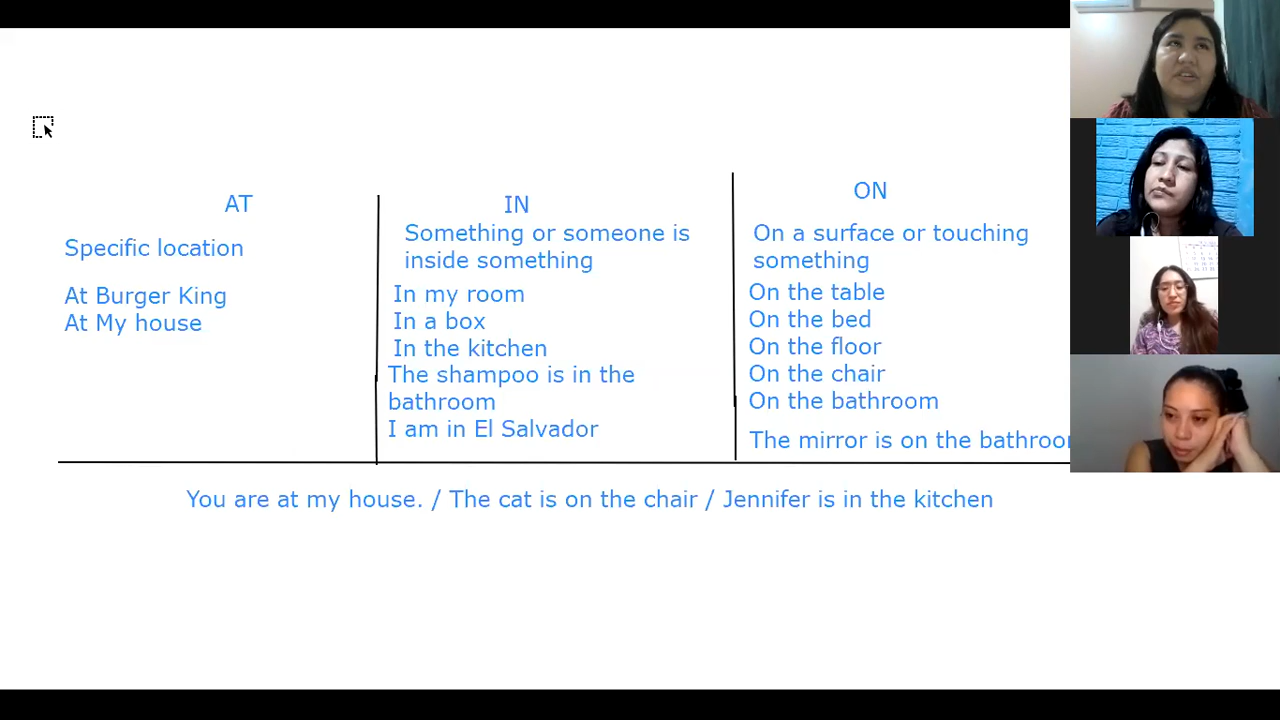 AT
Specific location
At Burger King
At My house
IN
Something or someone is
inside something
In my room
In a box
In the kitchen
The shampoo is in the
bathroom
I am in El Salvador
ON
On a surface or touching
something
On the table
On the bed
On the floor
On the chair
On the bathroom
The mirror is on the bathroo
You are at my house. / The cat is on the chair / Jennifer is in the kitchen